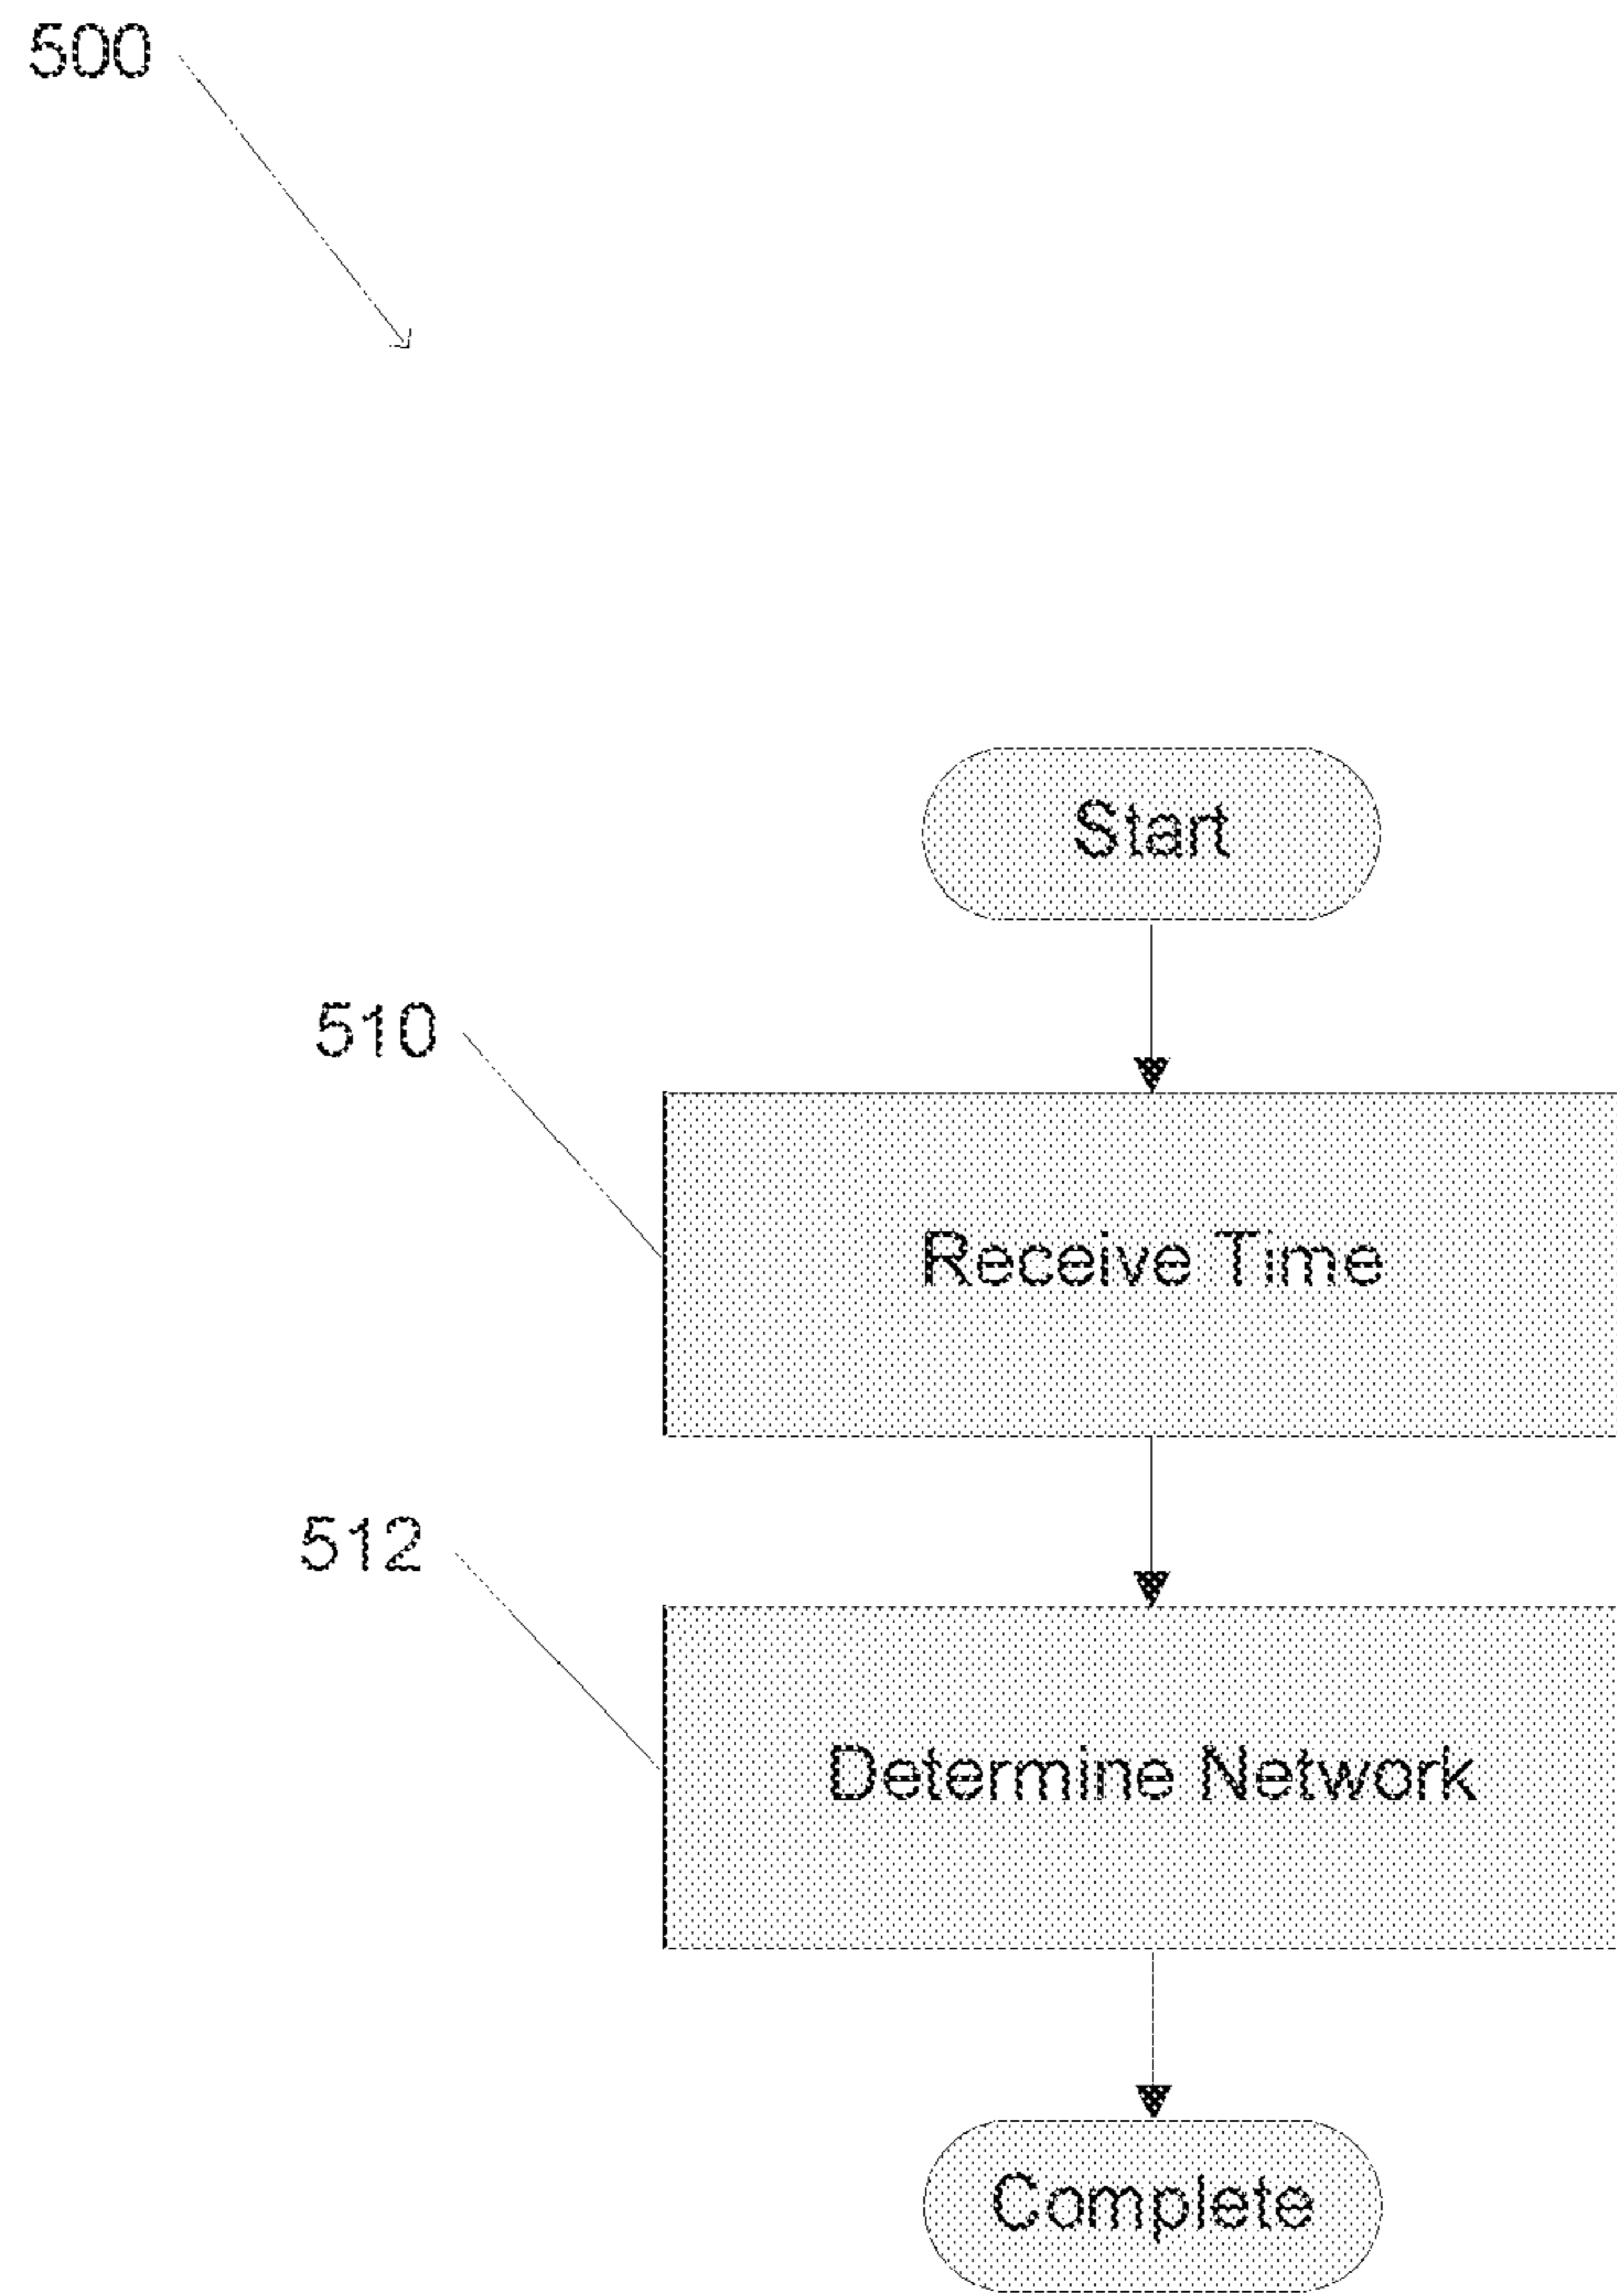 500
Start
510
Receive Time
512
Determine Network
Complete